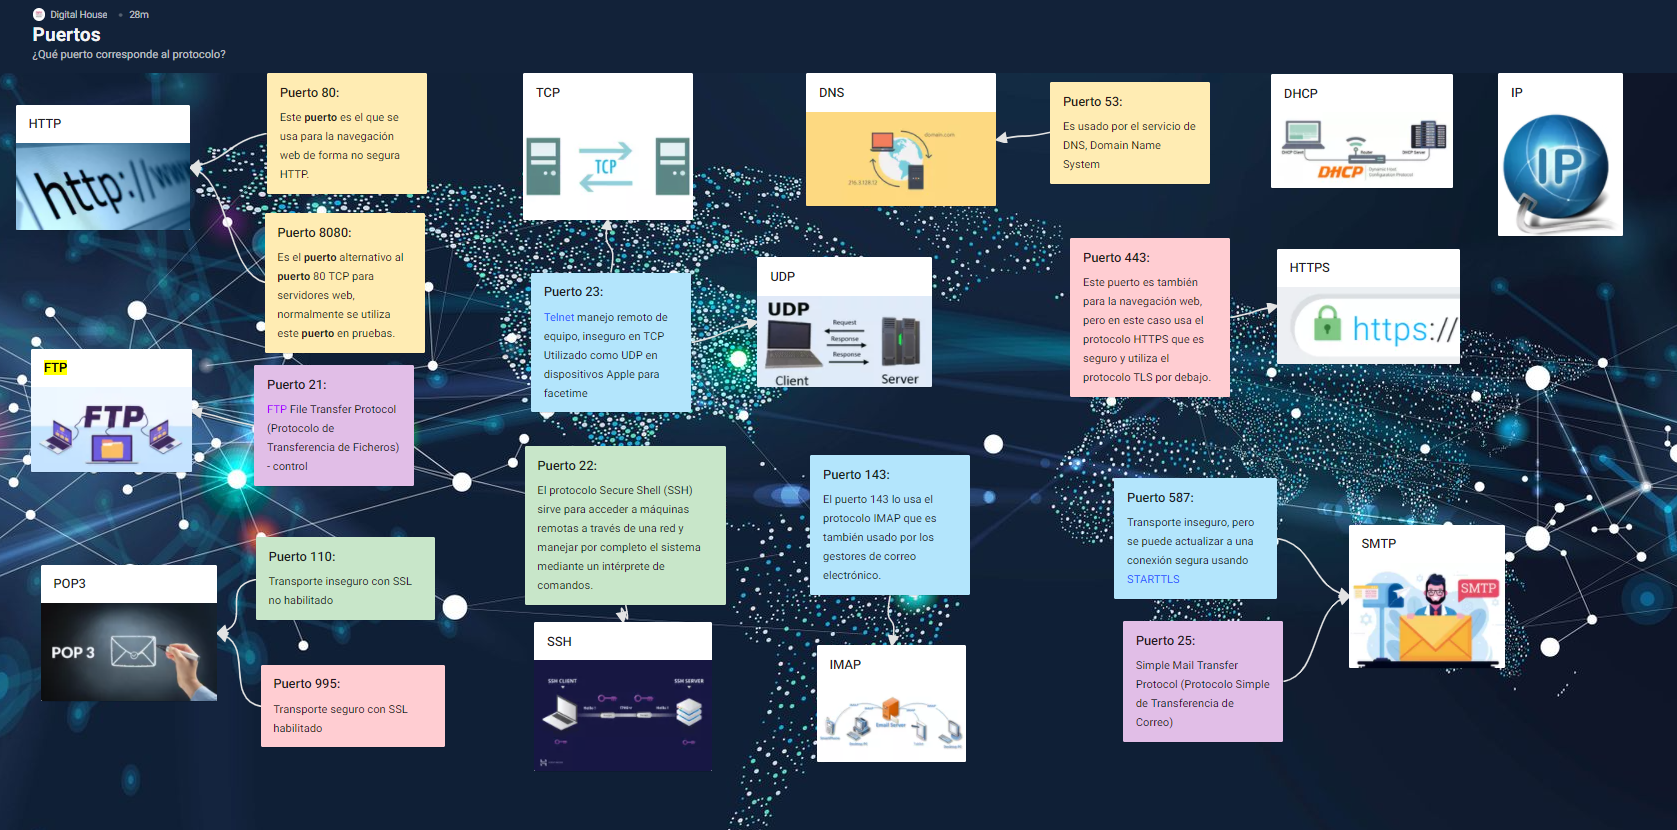 Digital House • 28m
Puertos
¿Qué puerto corresponde al protocolo?
HTTP
http://www
Puerto 80:
Este puerto es el que se
usa para la navegación
web de forma no segura
HTTP.
Puerto 8080:
Es el puerto alternativo al
puerto 80 TCP para
servidores web,
normalmente se utiliza
este puerto en pruebas.
FTP
FTP
Puerto 21:
FTP File Transfer Protocol
(Protocolo de
Transferencia de Ficheros)
- control
Puerto 110:
Transporte inseguro con SSL
no habilitado
POP3
POP 3
Puerto 995:
Transporte seguro con SSL
habilitado
TCP
TCP
Puerto 23:
Telnet manejo remoto de
equipo, inseguro en TCP
Utilizado como UDP en
dispositivos Apple para
facetime
Puerto 22:
El protocolo Secure Shell (SSH)
sirve para acceder a máquinas
remotas a través de una red y
manejar por completo el sistema
mediante un intérprete de
comandos.
SSH
SSH CLIENT
SSH SERVER
DNS
domain.com
UDP
UDP
Request
Response
Response
Client
Server
Puerto 143:
El puerto 143 lo usa el
protocolo IMAP que es
también usado por los
gestores de correo
electrónico.
IMAP
Email Server
Puerto 53:
Es usado por el servicio de
DNS, Domain Name
System
Puerto 443:
Este puerto es también
para la navegación web,
pero en este caso usa el
protocolo HTTPS que es
seguro y utiliza el
protocolo TLS por debajo.
Puerto 587:
Transporte inseguro, pero
se puede actualizar a una
conexión segura usando
STARTTLS
Puerto 25:
Simple Mail Transfer
Protocol (Protocolo Simple
de Transferencia de
Correo)
DHCP
DHCP Client
Router
DHCP Server
DHCP
HTTPS
https://
SMTP
SMTP
IP
IP